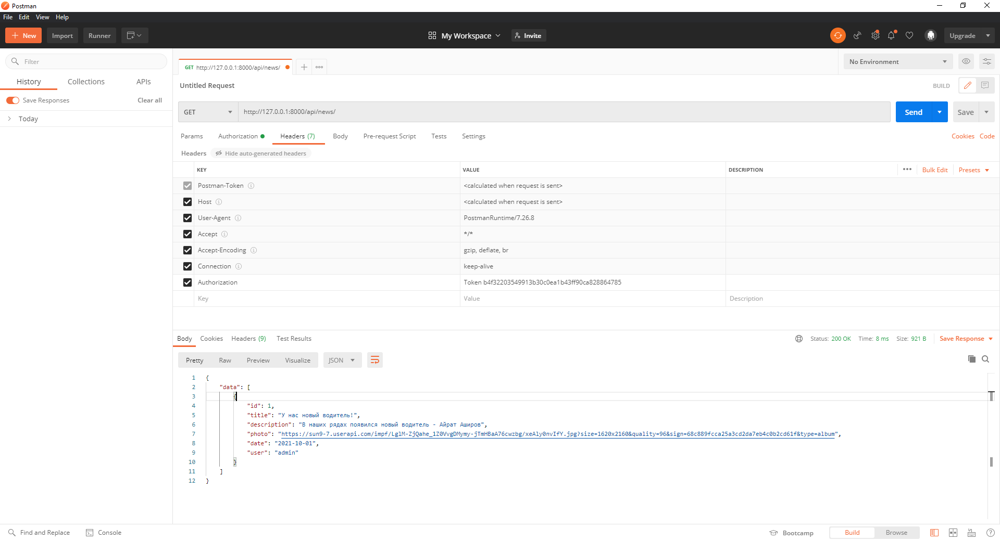 Postman
File Edit View Help
New Import Runner My Workspace Invite Upgrade
Filter
History Collections APIs
Save Responses Clear all
Today
GET http://127.0.0.1:8000/api/news/
No Environment
Untitled Request BUILD
GET http://127.0.0.1:8000/api/news/ Send Save
Params Authorization Headers (7) Body Pre-request Script Tests Settings Cookies Code
Headers Hide auto-generated headers
KEY VALUE DESCRIPTION Bulk Edit Presets
Postman-Token <calculated when request is sent>
Host <calculated when request is sent>
User-Agent PostmanRuntime/7.26.8
Accept */*
Accept-Encoding gzip, deflate, br
Connection keep-alive
Authorization Token b4f32203549913b30c0ea1b43ff90ca828864785
Key Value Description
Body Cookies Headers (9) Test Results Status: 200 OK Time: 8 ms Size: 921 B Save Response
Pretty Raw Preview Visualize JSON
1 {
2 "data": [
3 {
4 "id": 1,
5 "title": "У нас новый водитель!",
6 "description": "В наших рядах появился новый водитель - Айрат Аширов",
7 "photo": "https://sun9-7.userapi.com/impf/LglM-ZjQahe_1Z0VvgDMymy-jTmHBaA76cwzbg/xeAly0nvIfY.jpg?size=1620x2160&quality=96&sign=68c889fcca25a3cd2da7eb4c0b2cd61f&type=album",
8 "date": "2021-10-01",
9 "user": "admin"
10 }
11 ]
12 }
Find and Replace Console Bootcamp Build Browse